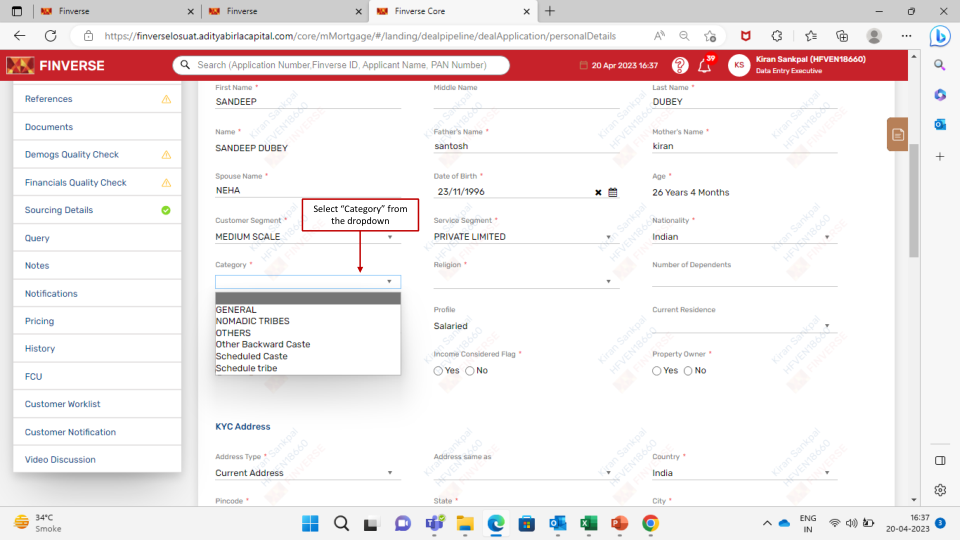 Finverse
Finverse
Finverse Core
https://finverselosuat.adityabirlacapital.com/core/mMortgage/#/landing/dealpipeline/dealApplication/personalDetails
FINVERSE
Search (Application Number,Finverse ID, Applicant Name, PAN Number)
20 Apr 2023 16:37
39
KS
Kiran Sankpal (HFVEN18660)
Data Entry Executive
References
Documents
Demogs Quality Check
Financials Quality Check
Sourcing Details
Query
Notes
Notifications
Pricing
History
FCU
Customer Worklist
Customer Notification
Video Discussion
First Name *
Middle Name
Last Name *
SANDEEP
DUBEY
Name *
Father's Name *
Mother's Name *
SANDEEP DUBEY
santosh
kiran
Spouse Name *
Date of Birth *
Age *
NEHA
23/11/1996
26 Years 4 Months
Select “Category” from
the dropdown
Customer Segment *
Service Segment *
Nationality *
MEDIUM SCALE
PRIVATE LIMITED
Indian
Category *
Religion *
Number of Dependents
GENERAL
NOMADIC TRIBES
OTHERS
Other Backward Caste
Scheduled Caste
Schedule tribe
Profile
Current Residence
Salaried
Income Considered Flag *
Property Owner *
Yes No
Yes No
KYC Address
Address Type *
Address same as
Country *
Current Address
India
Pincode *
State *
City *
Kiran Sankpal
HFVEN18660
FINVERSE
34°C
Smoke
ENG
IN
16:37
20-04-2023
3